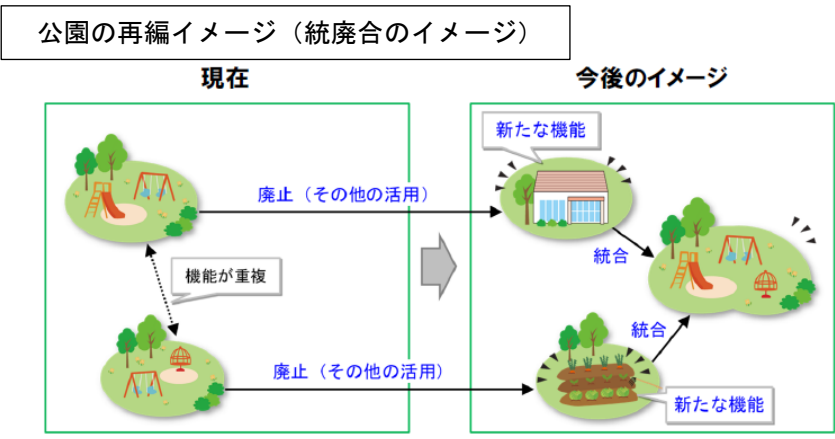 公園の再編イメージ（統廃合のイメージ）
現在
今後のイメージ
新たな機能
廃止（その他の活用）
統合
機能が重複
統合
廃止（その他の活用）
新たな機能